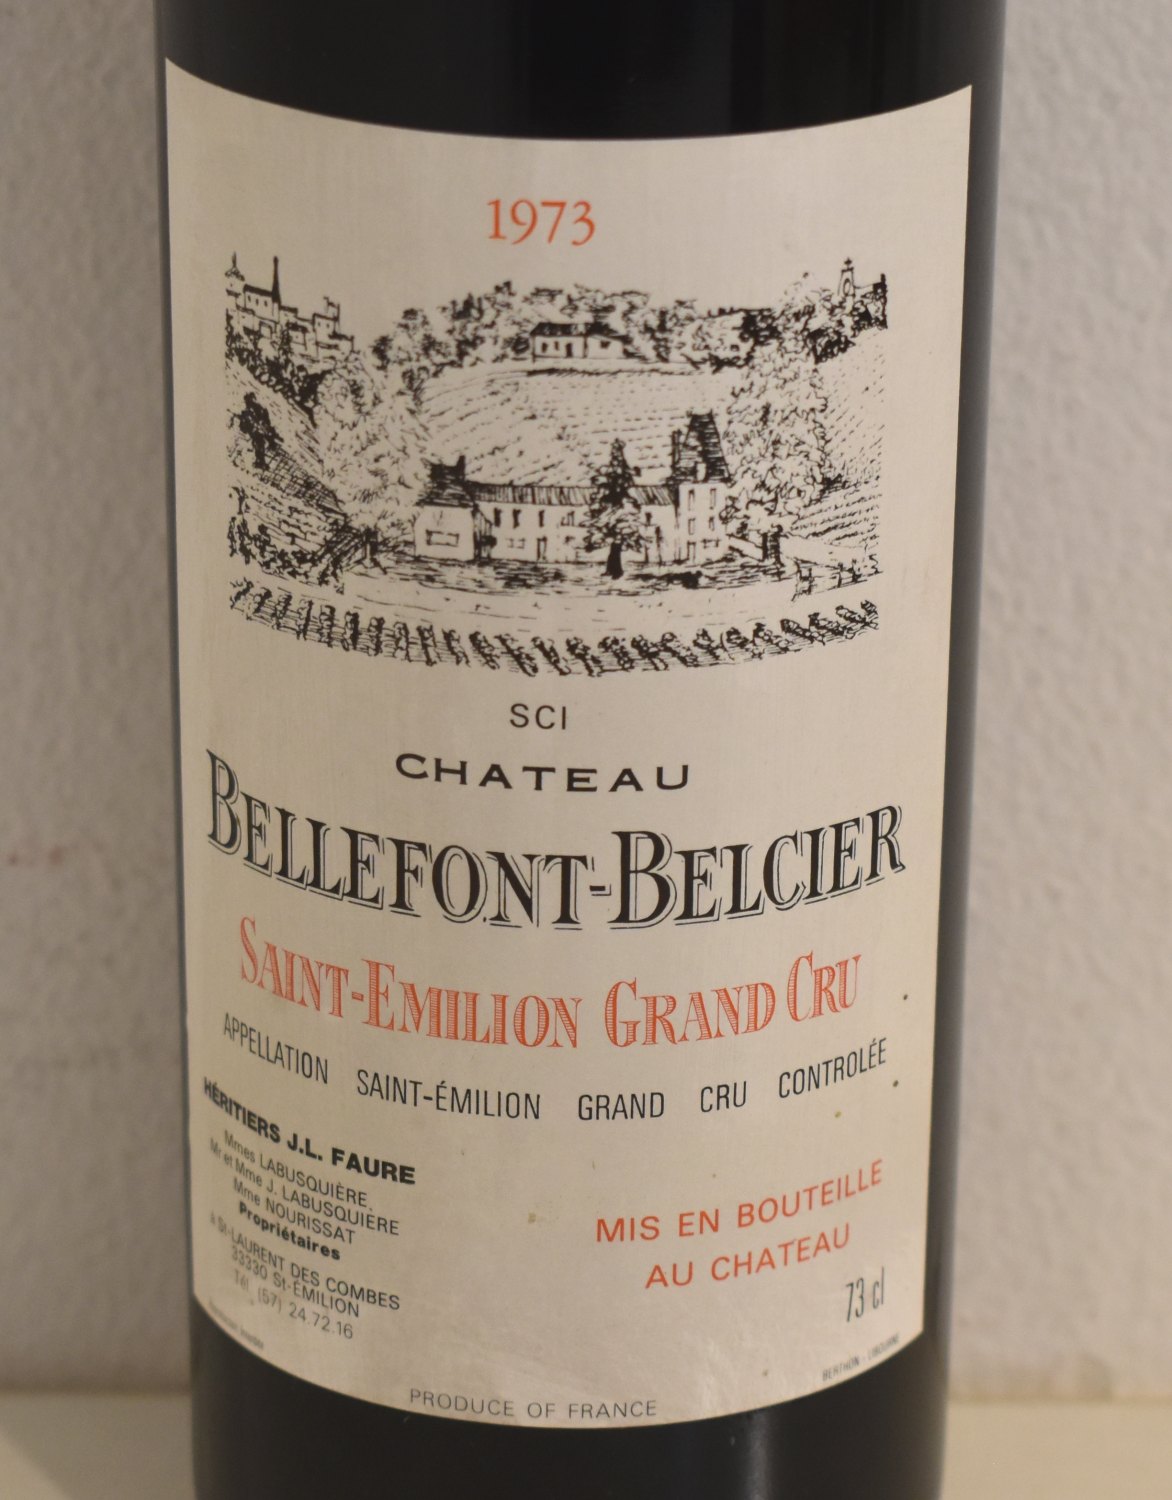 1973
SCI
CHATEAU
BELLEFONT-BELCIER
SAINT-EMILION GRAND CRU
APPELLATION SAINT-ÉMILION GRAND CRU CONTROLÉE
HÉRITIERS J.L. FAURE
Mmes LABUSQUIÈRE,
Mr et Mme J. LABUSQUIÈRE
Mme NOURISSAT
Propriétaires
à St-LAURENT DES COMBES
33330 St-ÉMILION
Tél. (57) 24.72.16
MIS EN BOUTEILLE
AU CHATEAU
73 cl
BERTHON - LIBOURNE
PRODUCE OF FRANCE